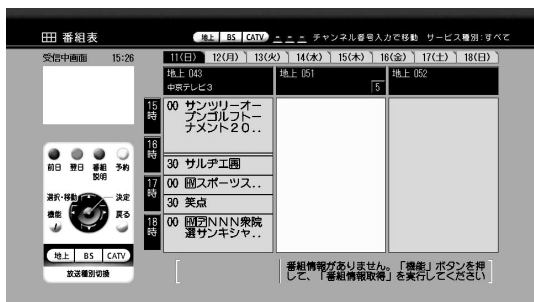 番組表
地上 BS CATV _ _ _ チャンネル番号入力で移動 サービス種別:すべて
受信中画面 15:26
11(日) 12(月) 13(火) 14(水) 15(木) 16(金) 17(土) 18(日)
地上 043 地上 051 地上 052
中京テレビ3 5
15時 00 サンツリーオー
プンゴルフトー
ナメント20..
16時
30 サルヂエ
17時 00 スポーツス..
30 笑点
18時 00 NNN衆院
選サンキシャ..
前日 翌日 番組説明 予約
選択・移動 決定
機能 戻る
地上 BS CATV
放送種別切換
番組情報がありません。「機能」ボタンを押
して、「番組情報取得」を実行してください